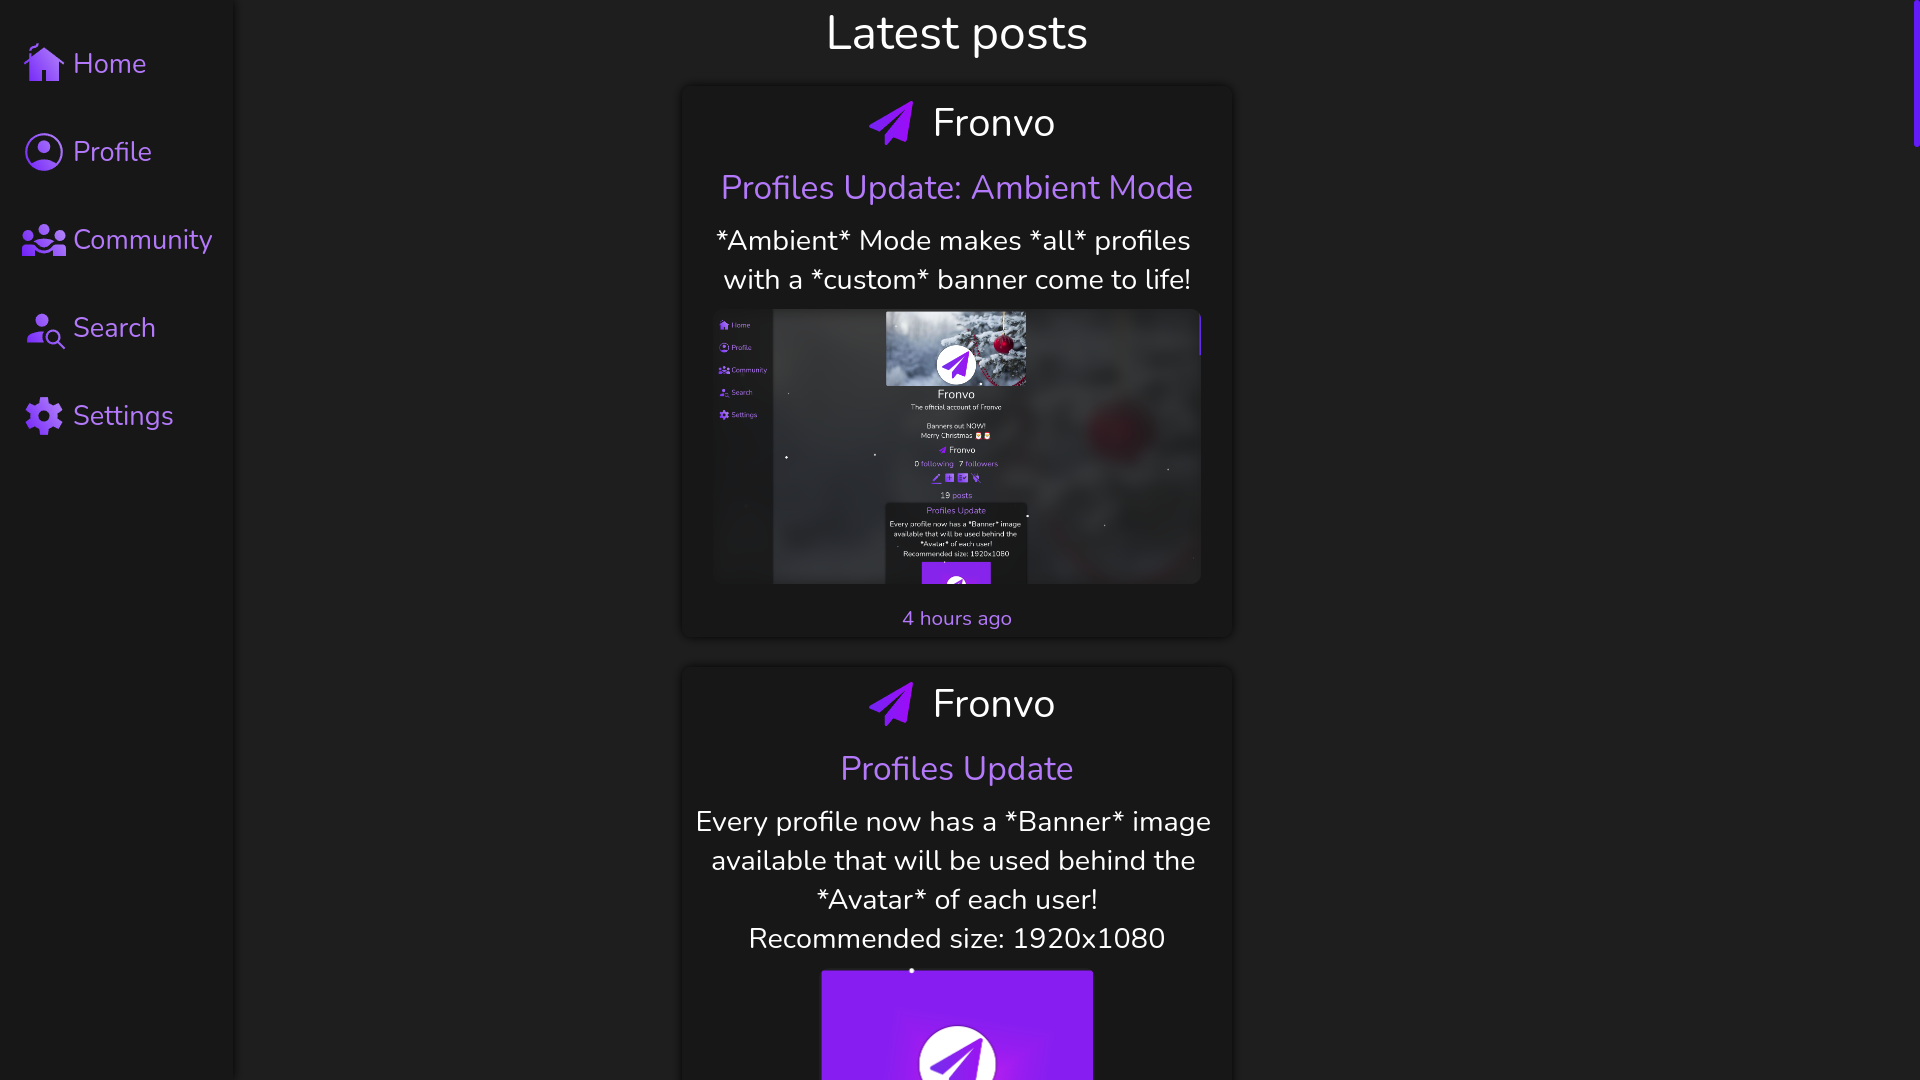 Home
Profile
Community
Search
Settings
Latest posts
Fronvo
Profiles Update: Ambient Mode
*Ambient* Mode makes *all* profiles
with a *custom* banner come to life!
Home
Profile
Community
Search
Settings
Fronvo
The official account of Fronvo
Banners out NOW!
Merry Christmas 🎅🎅
Fronvo
0 following 7 followers
19 posts
Profiles Update
Every profile now has a *Banner* image
available that will be used behind the
*Avatar* of each user!
Recommended size: 1920x1080
4 hours ago
Fronvo
Profiles Update
Every profile now has a *Banner* image
available that will be used behind the
*Avatar* of each user!
Recommended size: 1920x1080